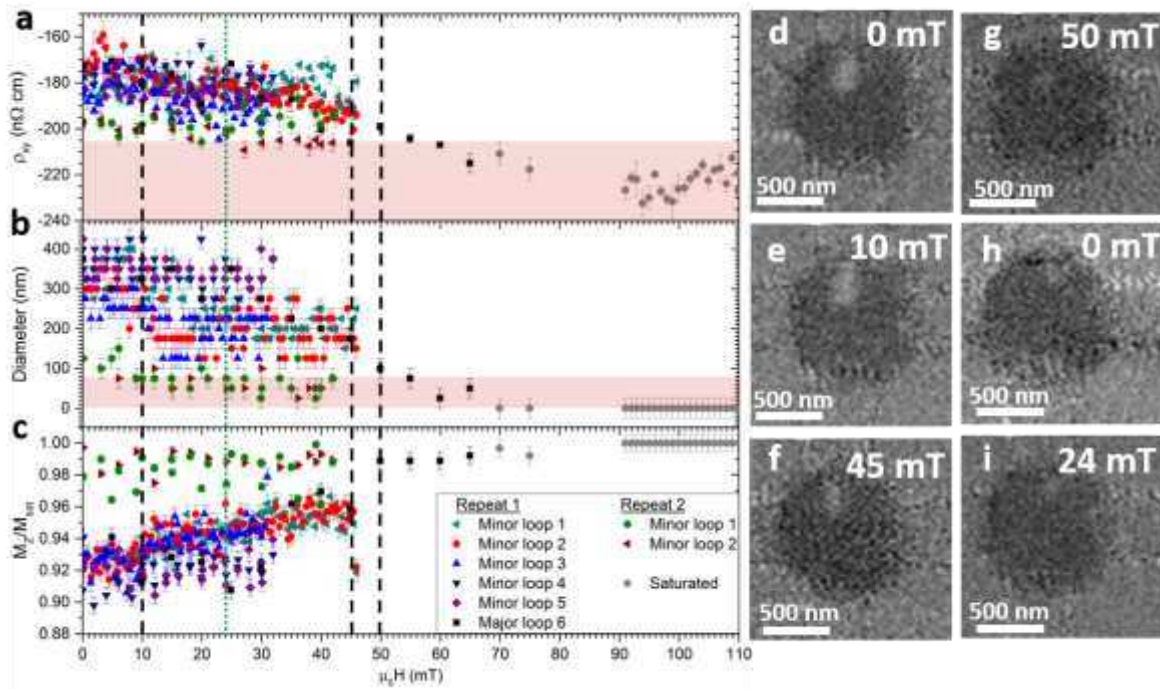 a
-160
-180
-200
-220
-240
ρxy (nΩ cm)
b
400
300
200
100
0
Diameter (nm)
c
1.00
0.98
0.96
0.94
0.92
0.90
0.88
Mz/Msat
Repeat 1
Minor loop 1
Minor loop 2
Minor loop 3
Minor loop 4
Minor loop 5
Major loop 6
Repeat 2
Minor loop 1
Minor loop 2
Saturated
0 10 20 30 40 50 60 70 80 90 100 110
μ0H (mT)
d 0 mT
500 nm
g 50 mT
500 nm
e 10 mT
500 nm
h 0 mT
500 nm
f 45 mT
500 nm
i 24 mT
500 nm